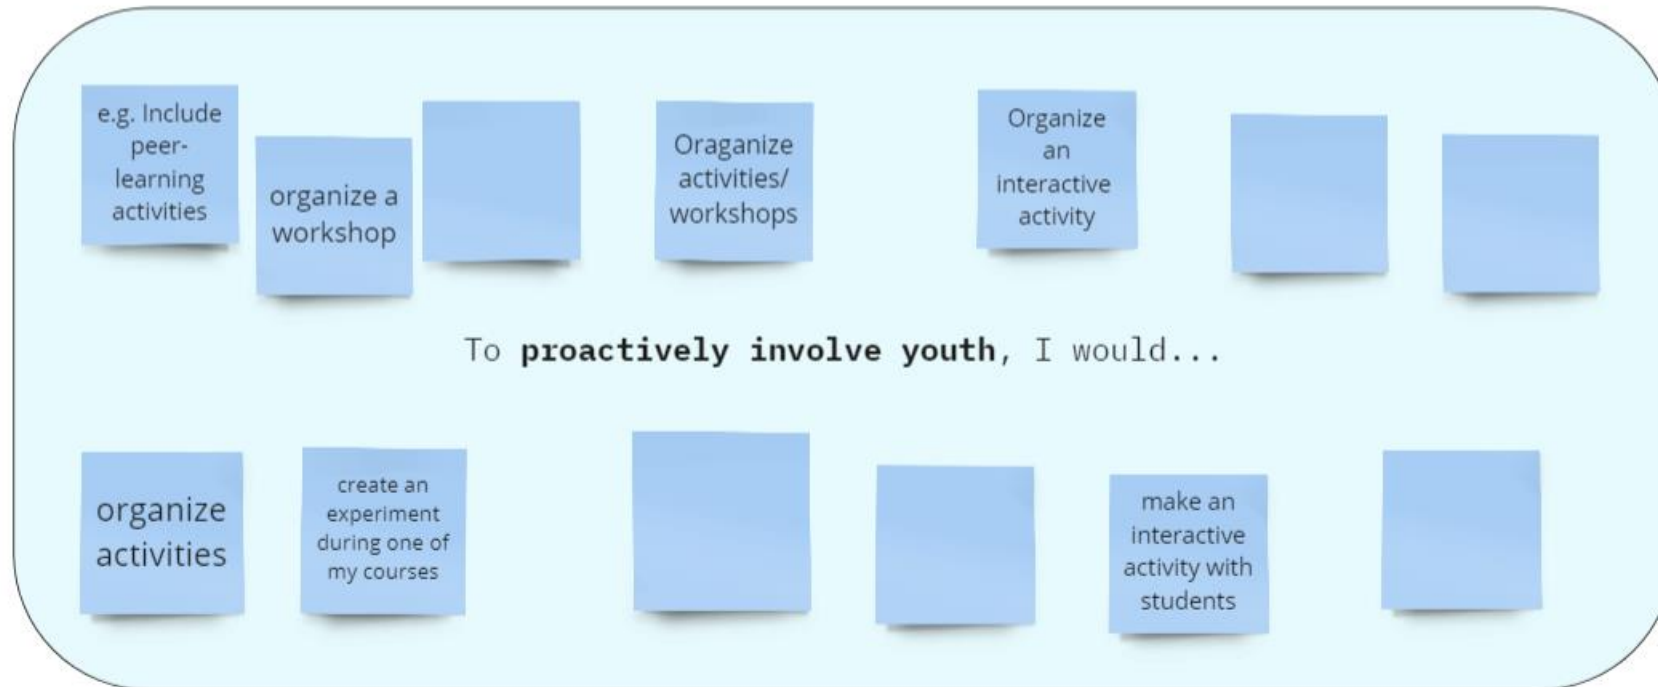 e.g. Include
peer-
learning
activities
organize a
workshop
Oraganize
activities/
workshops
Organize
an
interactive
activity
To proactively involve youth, I would...
organize
activities
create an
experiment
during one of
my courses
make an
interactive
activity with
students